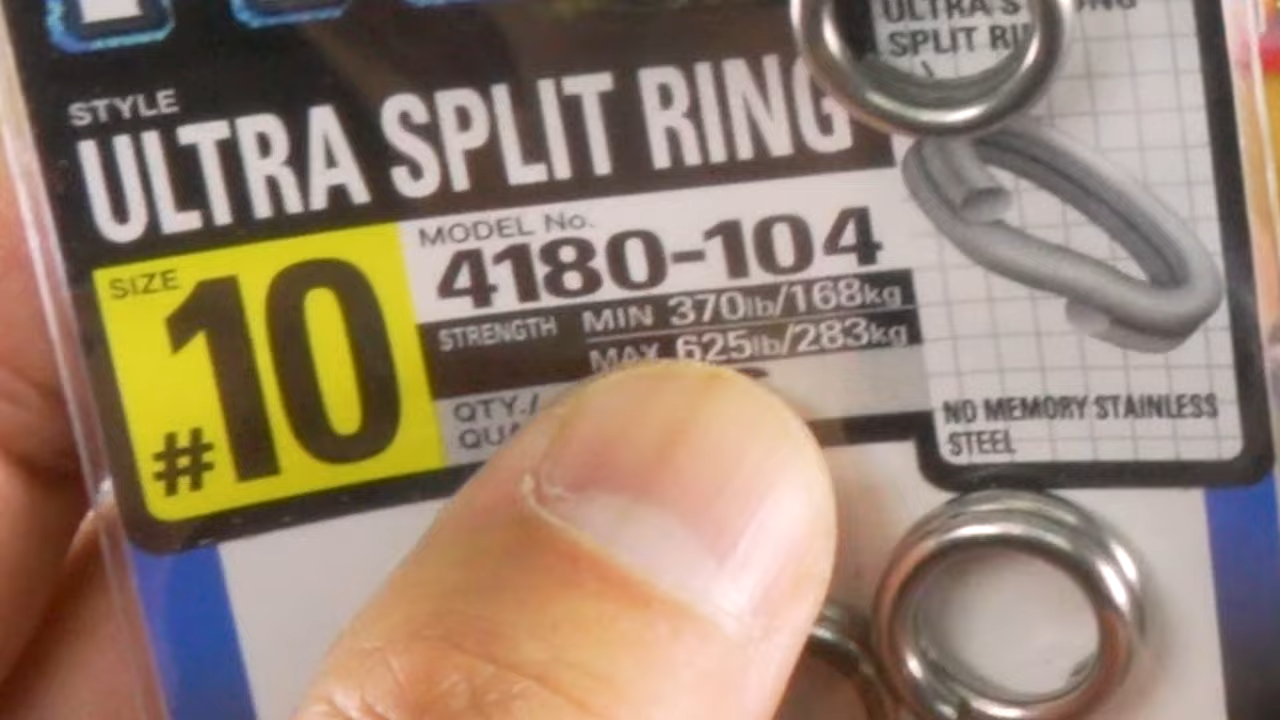 ULTRA S
SPLIT RI
STYLE
ULTRA SPLIT RING
SIZE
#10
MODEL No.
4180-104
STRENGTH MIN 370lb/168kg
MAX 625lb/283kg
QTY./
NO MEMORY STAINLESS
STEEL